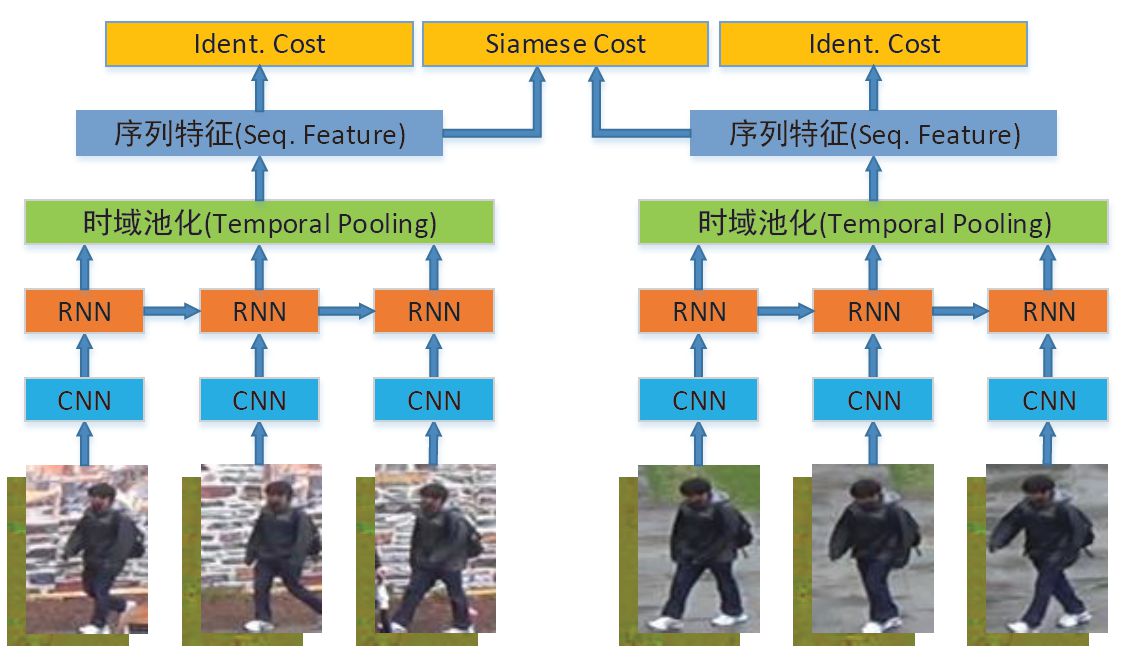 Ident. Cost
Siamese Cost
Ident. Cost
序列特征(Seq. Feature)
序列特征(Seq. Feature)
时域池化(Temporal Pooling)
时域池化(Temporal Pooling)
RNN
RNN
RNN
RNN
RNN
RNN
CNN
CNN
CNN
CNN
CNN
CNN